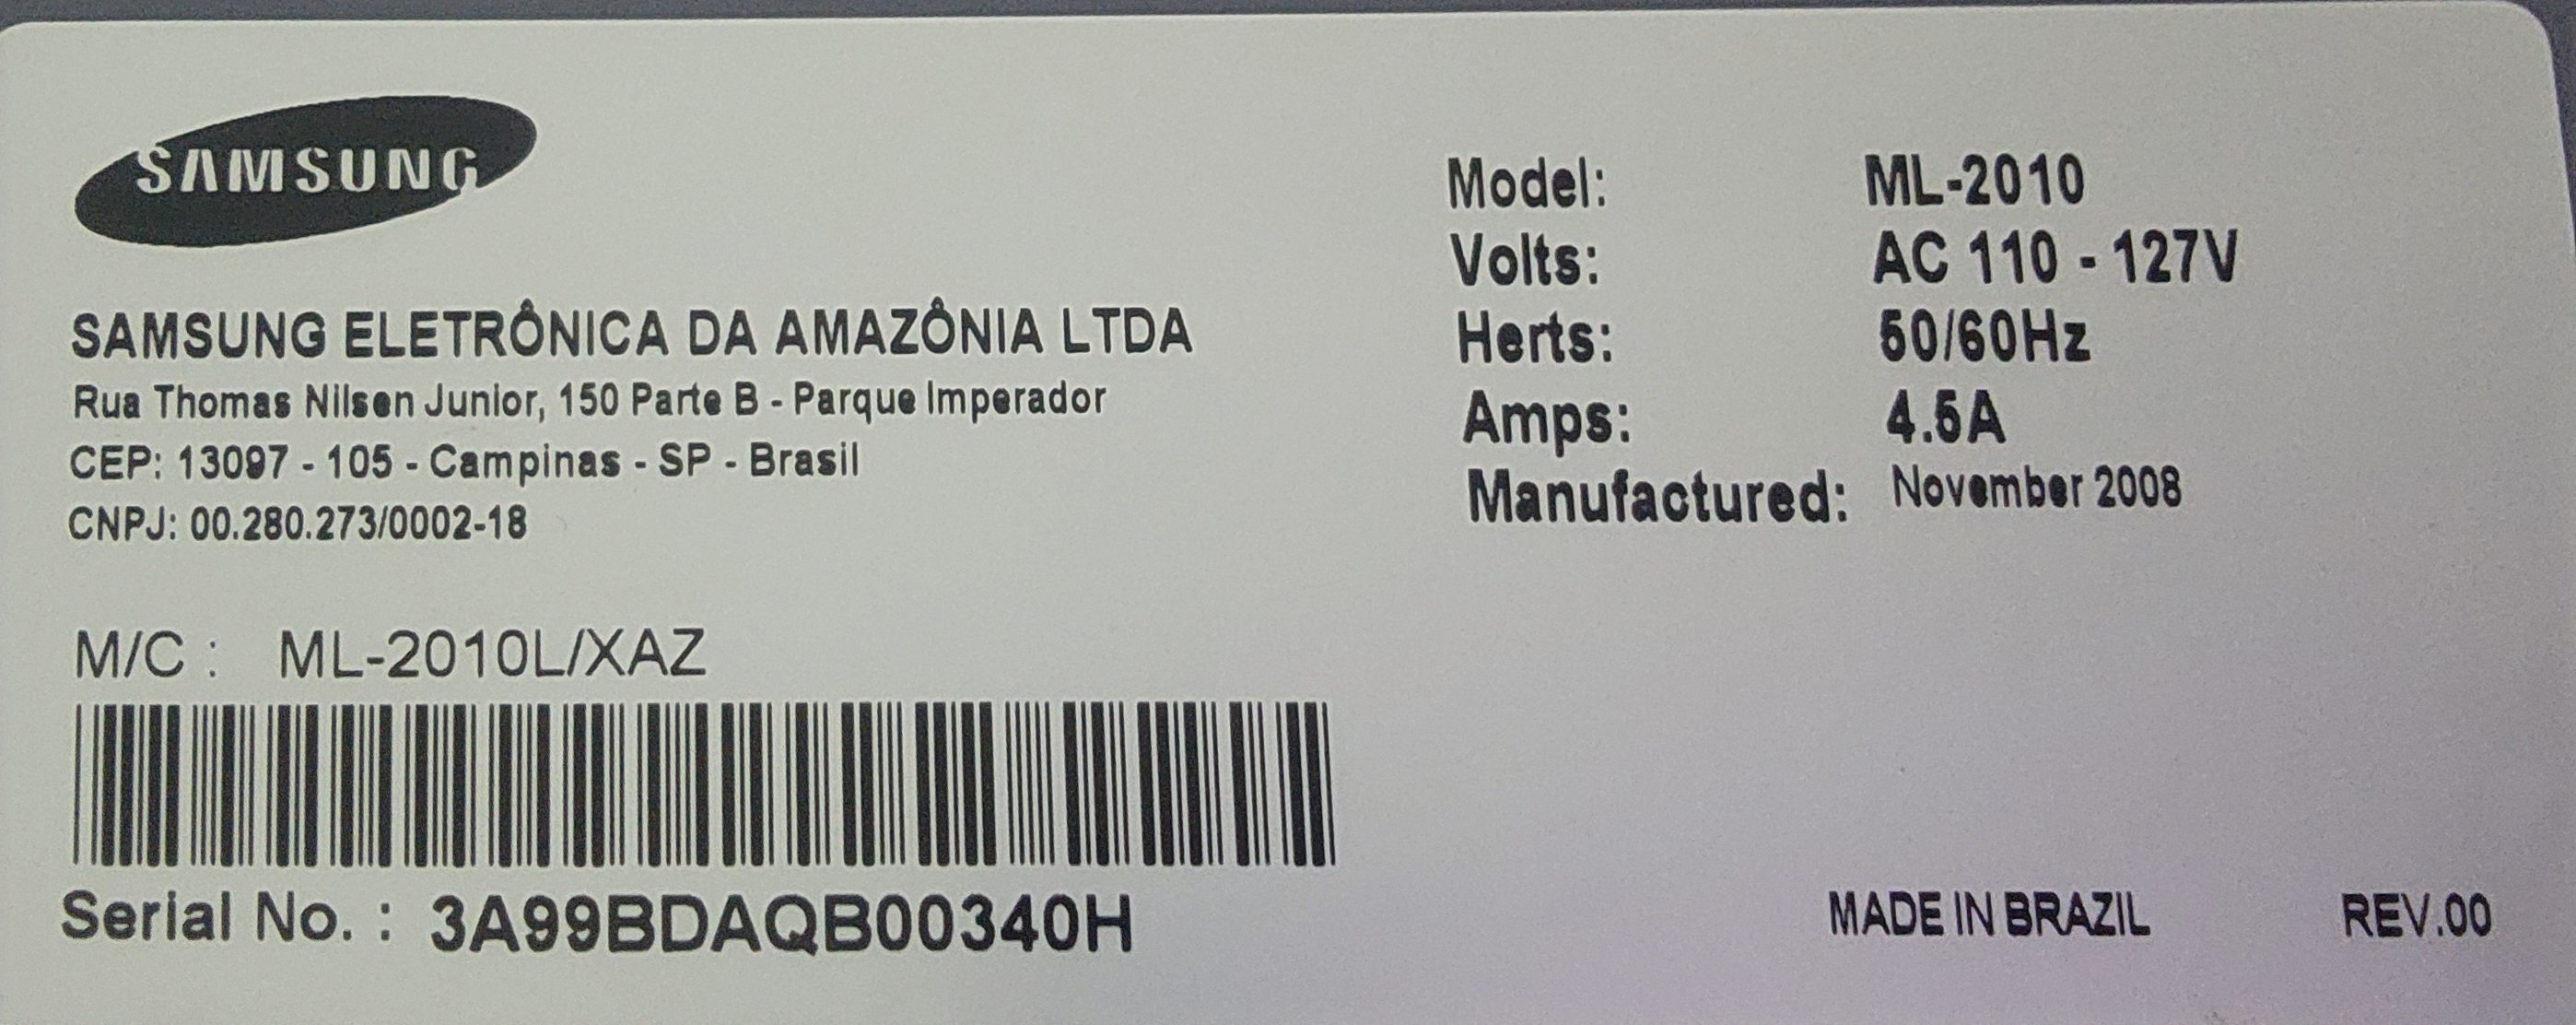 SAMSUNG
SAMSUNG ELETRÔNICA DA AMAZÔNIA LTDA
Rua Thomas Nilsen Junior, 150 Parte B - Parque Imperador
CEP: 13097 - 105 - Campinas - SP - Brasil
CNPJ: 00.280.273/0002-18
Model: ML-2010
Volts: AC 110 - 127V
Herts: 50/60Hz
Amps: 4.5A
Manufactured: November 2008
M/C : ML-2010L/XAZ
Serial No. : 3A99BDAQB00340H
MADE IN BRAZIL REV.00